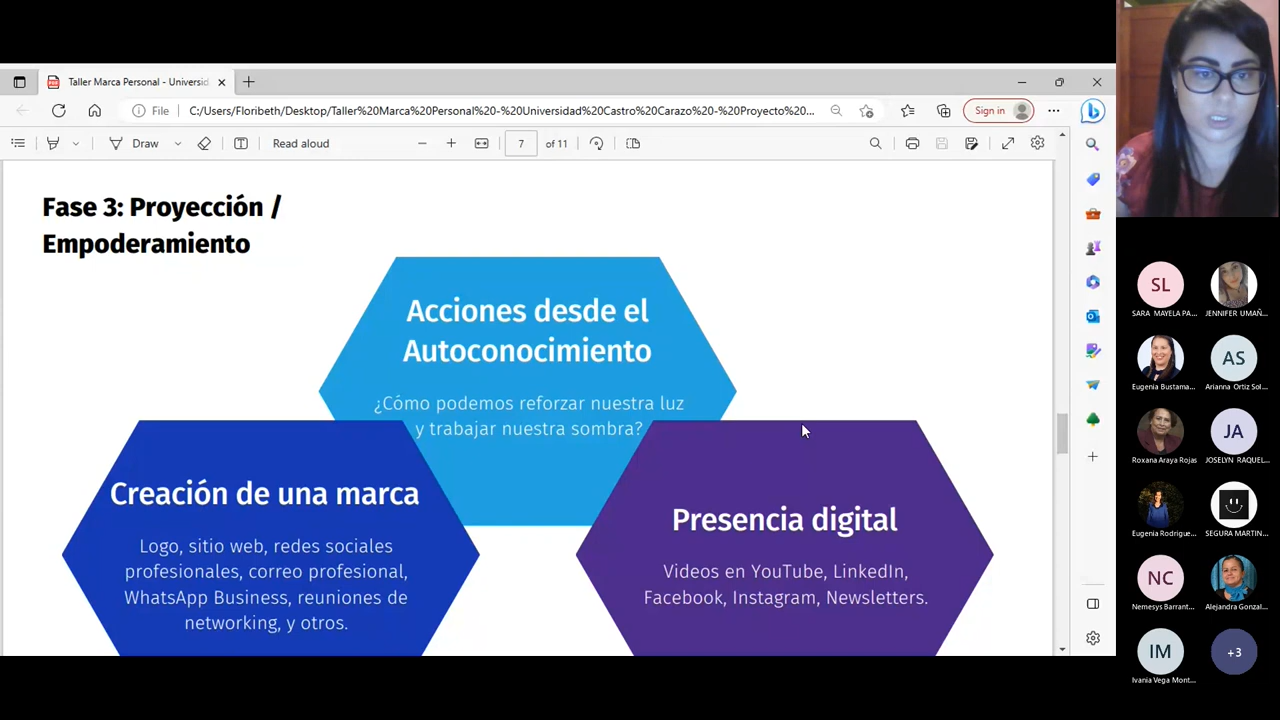 Taller Marca Personal - Universid
File
C:/Users/Floribeth/Desktop/Taller%20Marca%20Personal%20-%20Universidad%20Castro%20Carazo%20-%20Proyecto%20...
Sign in
Draw
Read aloud
7
of 11
Fase 3: Proyección /
Empoderamiento
Acciones desde el
Autoconocimiento
¿Cómo podemos reforzar nuestra luz
y trabajar nuestra sombra?
Creación de una marca
Logo, sitio web, redes sociales
profesionales, correo profesional,
WhatsApp Business, reuniones de
networking, y otros.
Presencia digital
Videos en YouTube, LinkedIn,
Facebook, Instagram, Newsletters.
SL
SARA MAYELA PA...
JENNIFER UMAÑ...
Eugenia Bustama...
AS
Arianna Ortiz Sol...
Roxana Araya Rojas
JA
JOSELYN RAQUEL...
Eugenia Rodrigue...
SEGURA MARTIN...
NC
Nemesys Barrant...
Alejandra Gonzal...
IM
Ivania Vega Mont...
+3